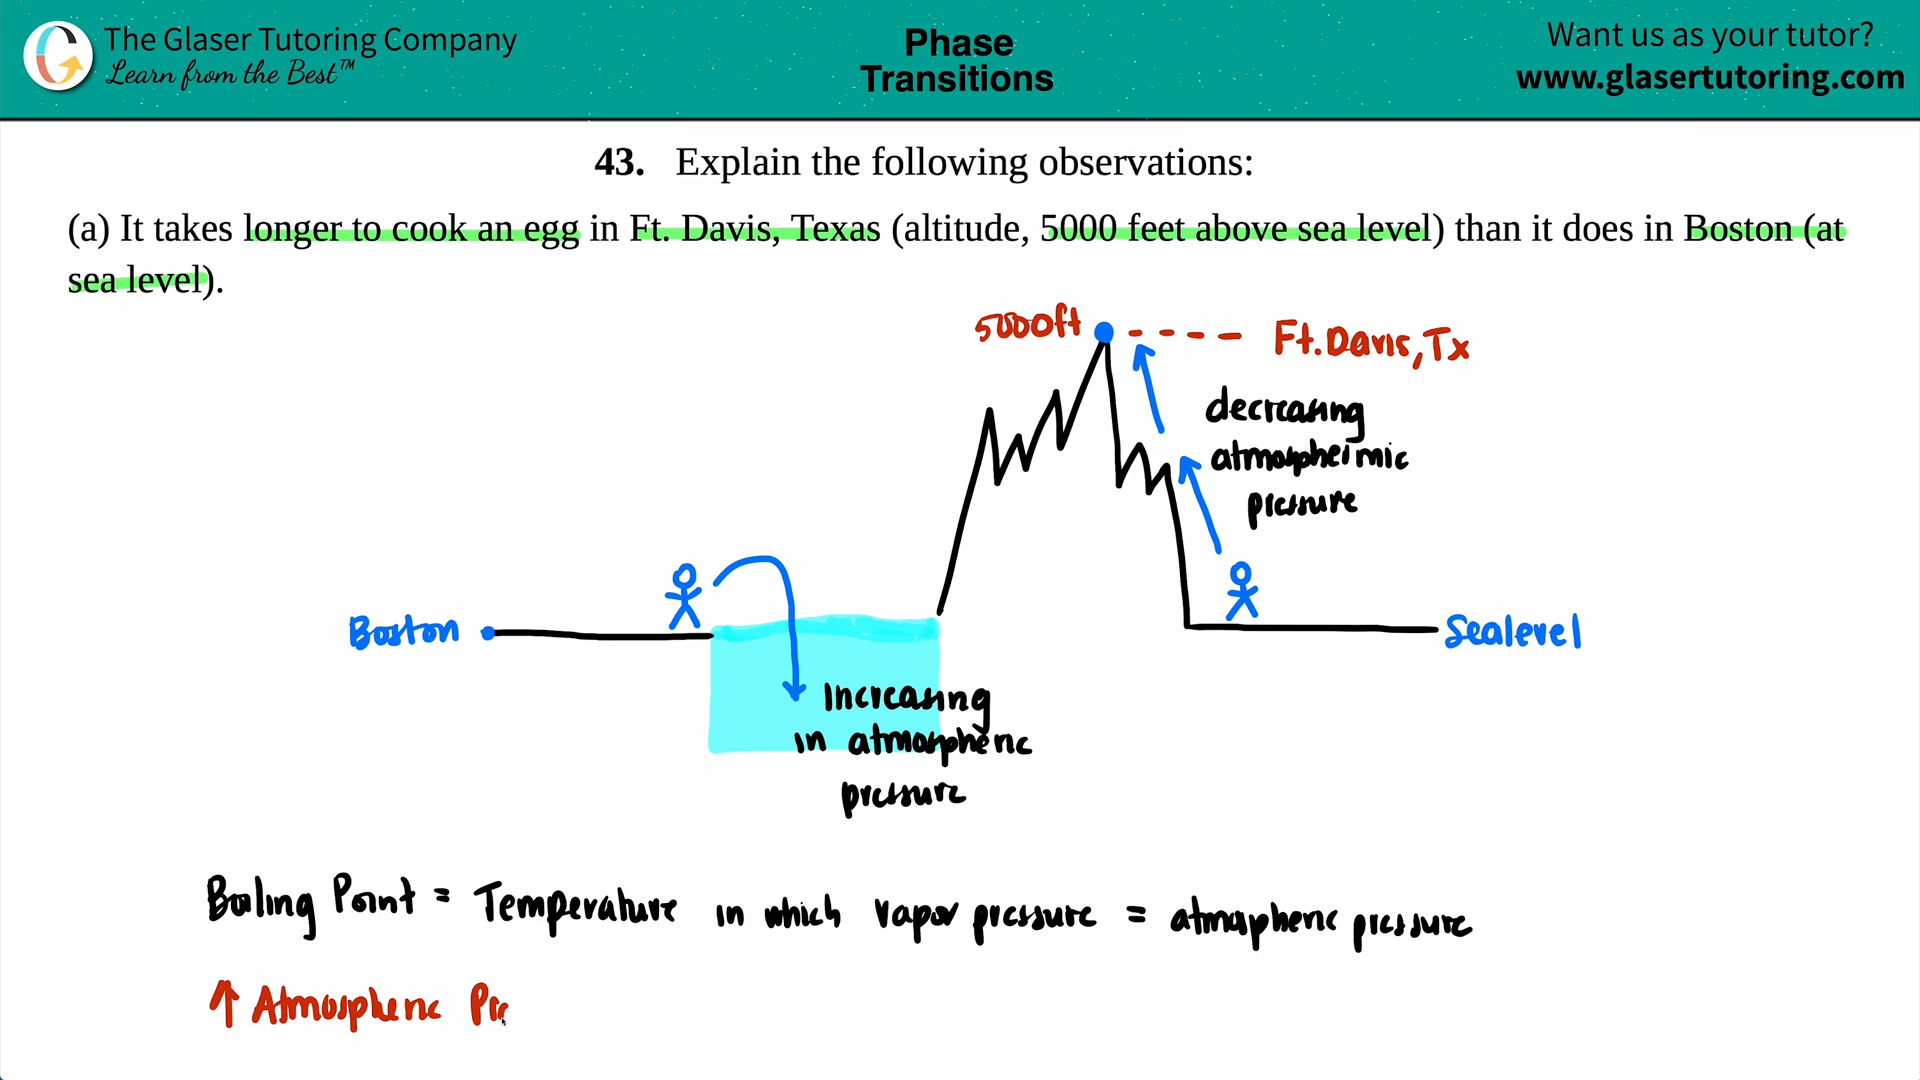 The Glaser Tutoring Company
Learn from the Best™
Phase
Transitions
Want us as your tutor?
www.glasertutoring.com
43. Explain the following observations:
(a) It takes longer to cook an egg in Ft. Davis, Texas (altitude, 5000 feet above sea level) than it does in Boston (at
sea level).
5000ft
Ft. Davis, Tx
decreasing
atmosphermic
pressure
Boston
Sealevel
Increasing
in atmospheric
pressure
Boiling Point = Temperature in which vapor pressure = atmospheric pressure
↑ Atmospheric Pre